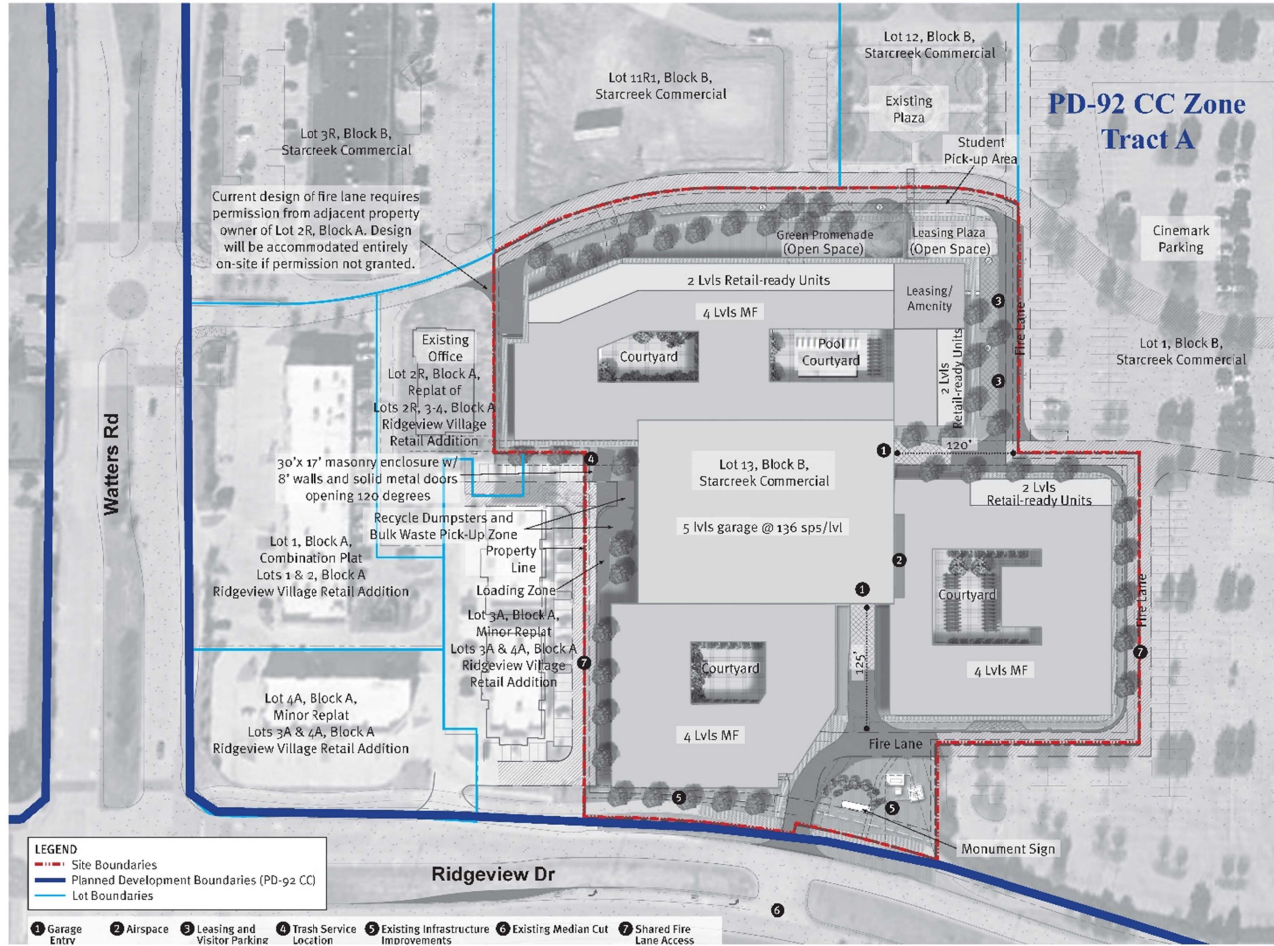 Lot 12, Block B,
Starcreek Commercial
Lot 11R1, Block B,
Starcreek Commercial
Existing
Plaza
PD-92 CC Zone
Tract A
Lot 3R, Block B,
Starcreek Commercial
Student
Pick-up Area
Current design of fire lane requires
permission from adjacent property
owner of Lot 2R, Block A. Design
will be accommodated entirely
on-site if permission not granted.
Green Promenade
(Open Space)
Leasing Plaza
(Open Space)
Cinemark
Parking
2 Lvls Retail-ready Units
Leasing/
Amenity
4 Lvls MF
3
Fire Lane
Existing
Office
Lot 2R, Block A,
Replat of
Lots 2R, 3-4, Block A
Ridgeview Village
Retail Addition
Courtyard
Pool
Courtyard
2 Lvls
Retail-ready Units
3
Lot 1, Block B,
Starcreek Commercial
Watters Rd
1
120'
30'x 17' masonry enclosure w/
8' walls and solid metal doors
opening 120 degrees
4
Lot 13, Block B,
Starcreek Commercial
5 lvls garage @ 136 sps/lvl
2 Lvls
Retail-ready Units
Recycle Dumpsters and
Bulk Waste Pick-Up Zone
Property
Line
Loading Zone
Lot 1, Block A,
Combination Plat
Lots 1 & 2, Block A
Ridgeview Village Retail Addition
2
1
Courtyard
Fire Lane
Lot 3A, Block A,
Minor Replat
Lots 3A & 4A, Block A
Ridgeview Village
Retail Addition
7
Courtyard
125'
4 Lvls MF
7
Lot 4A, Block A,
Minor Replat
Lots 3A & 4A, Block A
Ridgeview Village Retail Addition
4 Lvls MF
Fire Lane
5
5
Monument Sign
LEGEND
Site Boundaries
Planned Development Boundaries (PD-92 CC)
Lot Boundaries
Ridgeview Dr
6
1 Garage
Entry
2 Airspace
3 Leasing and
Visitor Parking
4 Trash Service
Location
5 Existing Infrastructure
Improvements
6 Existing Median Cut
7 Shared Fire
Lane Access